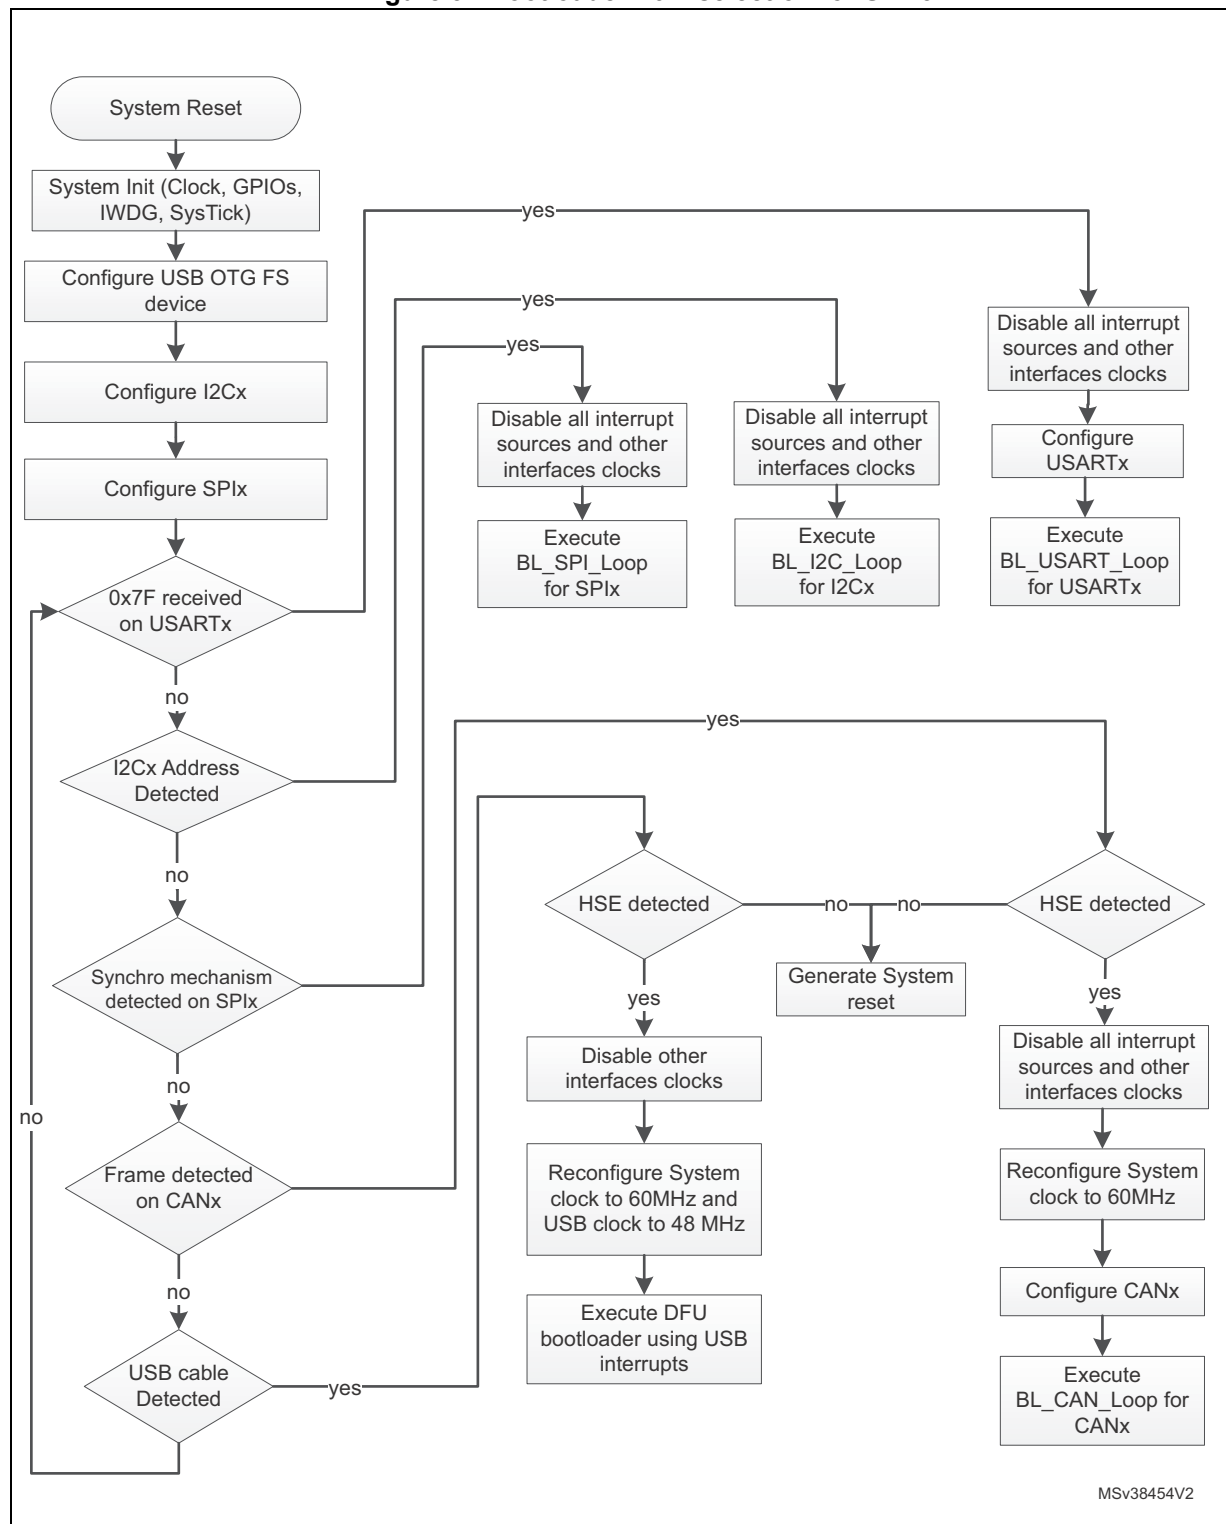 System Reset
System Init (Clock, GPIOs,
IWDG, SysTick)
Configure USB OTG FS
device
Configure I2Cx
Configure SPIx
0x7F received
on USARTx
no
I2Cx Address
Detected
no
Synchro mechanism
detected on SPIx
no
Frame detected
on CANx
no
USB cable
Detected
no
yes
yes
Disable all interrupt
sources and other
interfaces clocks
Execute
BL_SPI_Loop
for SPIx
yes
Disable all interrupt
sources and other
interfaces clocks
Execute
BL_I2C_Loop
for I2Cx
yes
Disable all interrupt
sources and other
interfaces clocks
Configure
USARTx
Execute
BL_USART_Loop
for USARTx
yes
HSE detected
no
no
HSE detected
Generate System
reset
yes
Disable other
interfaces clocks
Reconfigure System
clock to 60MHz and
USB clock to 48 MHz
Execute DFU
bootloader using USB
interrupts
yes
Disable all interrupt
sources and other
interfaces clocks
Reconfigure System
clock to 60MHz
Configure CANx
Execute
BL_CAN_Loop for
CANx
MSv38454V2